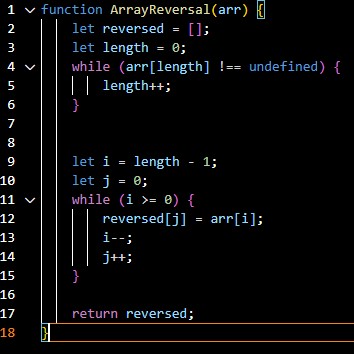 1 function ArrayReversal(arr) {
2 let reversed = [];
3 let length = 0;
4 while (arr[length] !== undefined) {
5 length++;
6 }
7
8
9 let i = length - 1;
10 let j = 0;
11 while (i >= 0) {
12 reversed[j] = arr[i];
13 i--;
14 j++;
15 }
16
17 return reversed;
18 }